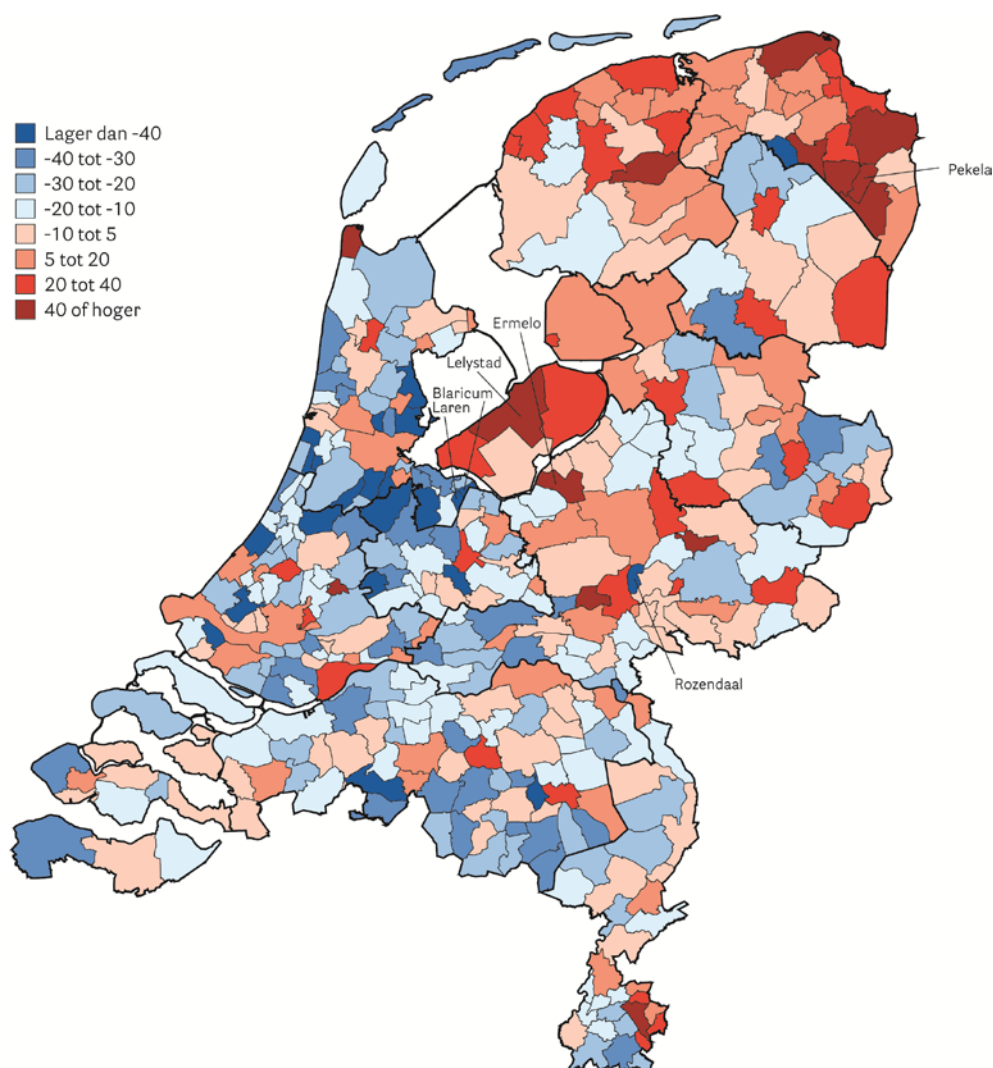 Lager dan -40
-40 tot -30
-30 tot -20
-20 tot -10
-10 tot 5
5 tot 20
20 tot 40
40 of hoger
Pekela
Ermelo
Lelystad
Blaricum
Laren
Rozendaal